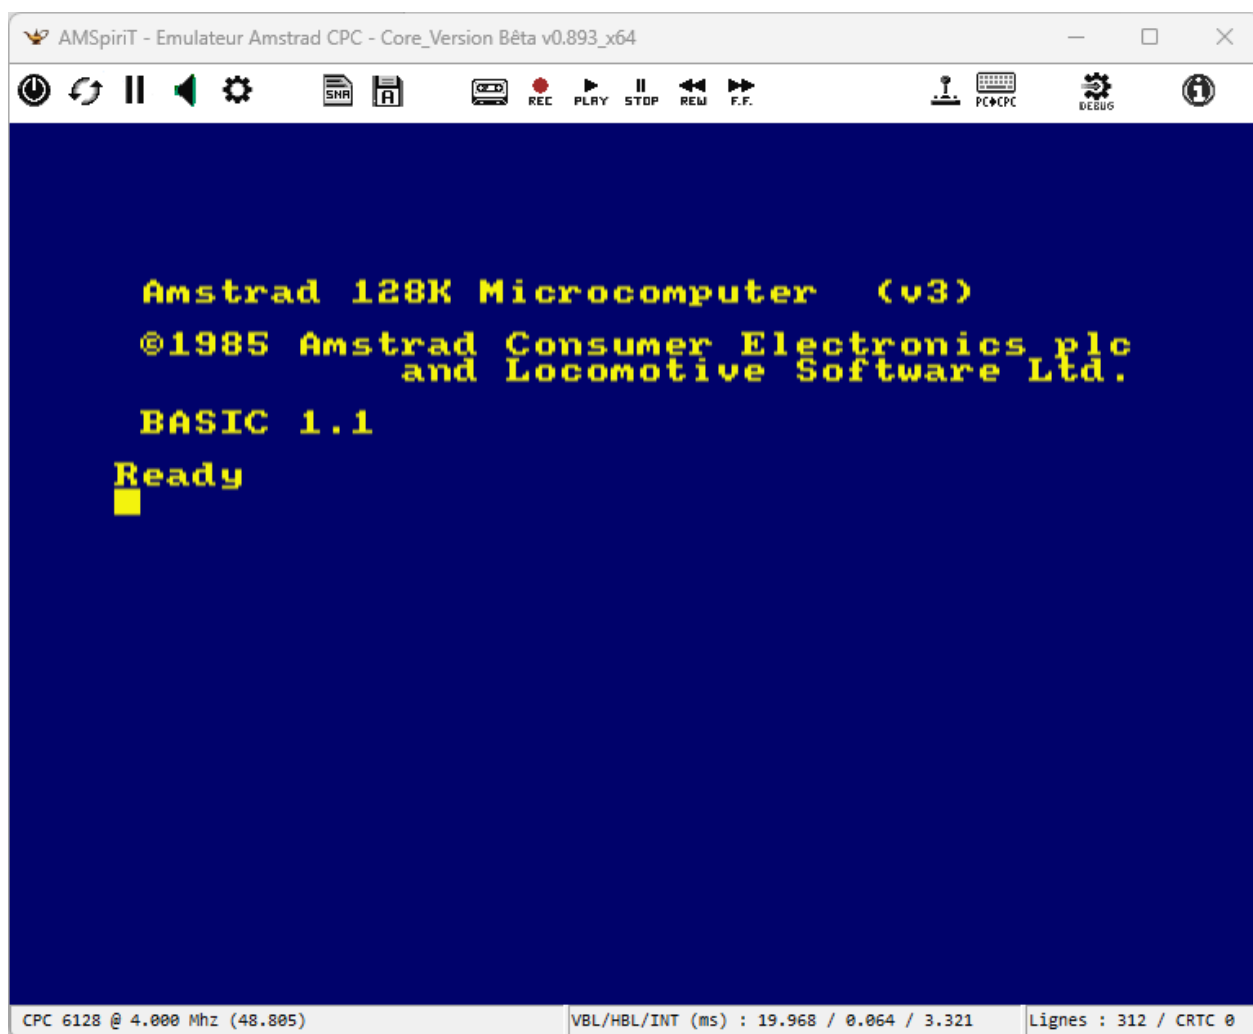 AMSpiriT - Emulateur Amstrad CPC - Core_Version Bêta v0.893_x64
SNA A REC PLAY STOP REW F.F. PC CPC DEBUG
Amstrad 128K Microcomputer (v3)
©1985 Amstrad Consumer Electronics plc
and Locomotive Software Ltd.
BASIC 1.1
Ready
CPC 6128 @ 4.000 Mhz (48.805) VBL/HBL/INT (ms) : 19.968 / 0.064 / 3.321 Lignes : 312 / CRTC 0